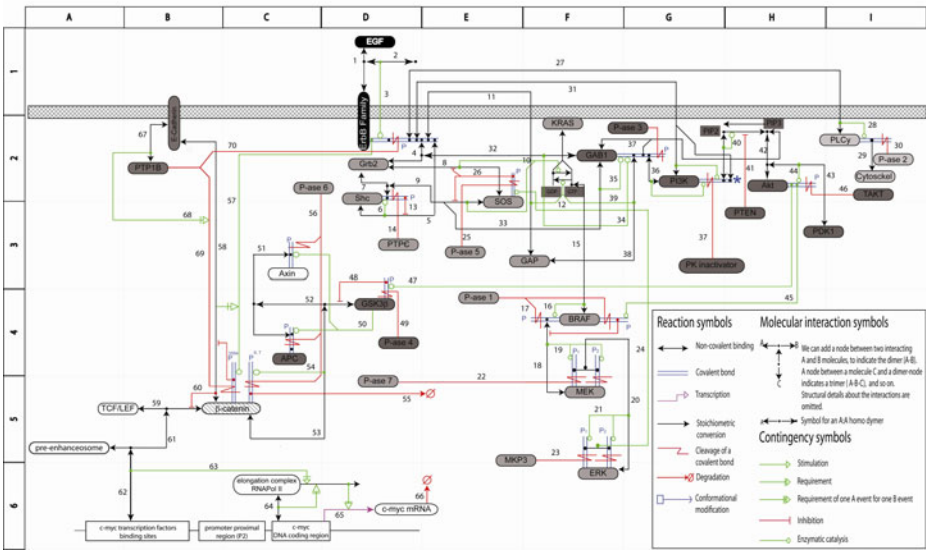 A B C D E F G H I
1
2
3
4
5
6
EGF
1
2
3
27
31
11
ErbB Family
E-Cadherin
67
PTP1B
70
68
69
58
57
Grb2
Shc
4
32
8
7
9
6
5
13
14
PTPC
26
10
SOS
33
25
P-ase 5
12
GDP
GTP
KRAS
GAB1
P-ase 3
37
35
39
34
36
PI3K
15
GAP
38
PIP2
PIP3
40
41
42
Akt
PTEN
37
PK inactivator
PLCγ
28
29
30
P-ase 2
Cytosckel
43
44
46
TAKT
PDK1
45
P-ase 6
56
51
Axin
52
48
47
GSK3β
49
50
P-ase 4
APC
54
P-ase 1
17
16
BRAF
18
19
24
P-ase 7
22
MEK
20
21
MKP3
23
ERK
TCF/LEF
59
60
β-catenin
55
53
61
pre-enhanceosome
62
63
elongation complex
RNAPol II
64
65
66
c-myc mRNA
c-myc transcription factors
binding sites
promoter proximal
region (P2)
c-myc
DNA coding region
Reaction symbols
Non-covalent binding
Covalent bond
Transcription
Stoichiometric
conversion
Cleavage of a
covalent bond
Degradation
Conformational
modification
Molecular interaction symbols
A B
C
We can add a node between two interacting
A and B molecules, to indicate the dimer (A-B).
A node between a molecule C and a dimer-node
indicates a trimer ( A-B-C), and so on.
Structural details about the interactions are
omitted.
Symbol for an A:A homo dymer
Contingency symbols
Stimulation
Requirement
Requirement of one A event for one B event
Inhibition
Enzymatic catalysis